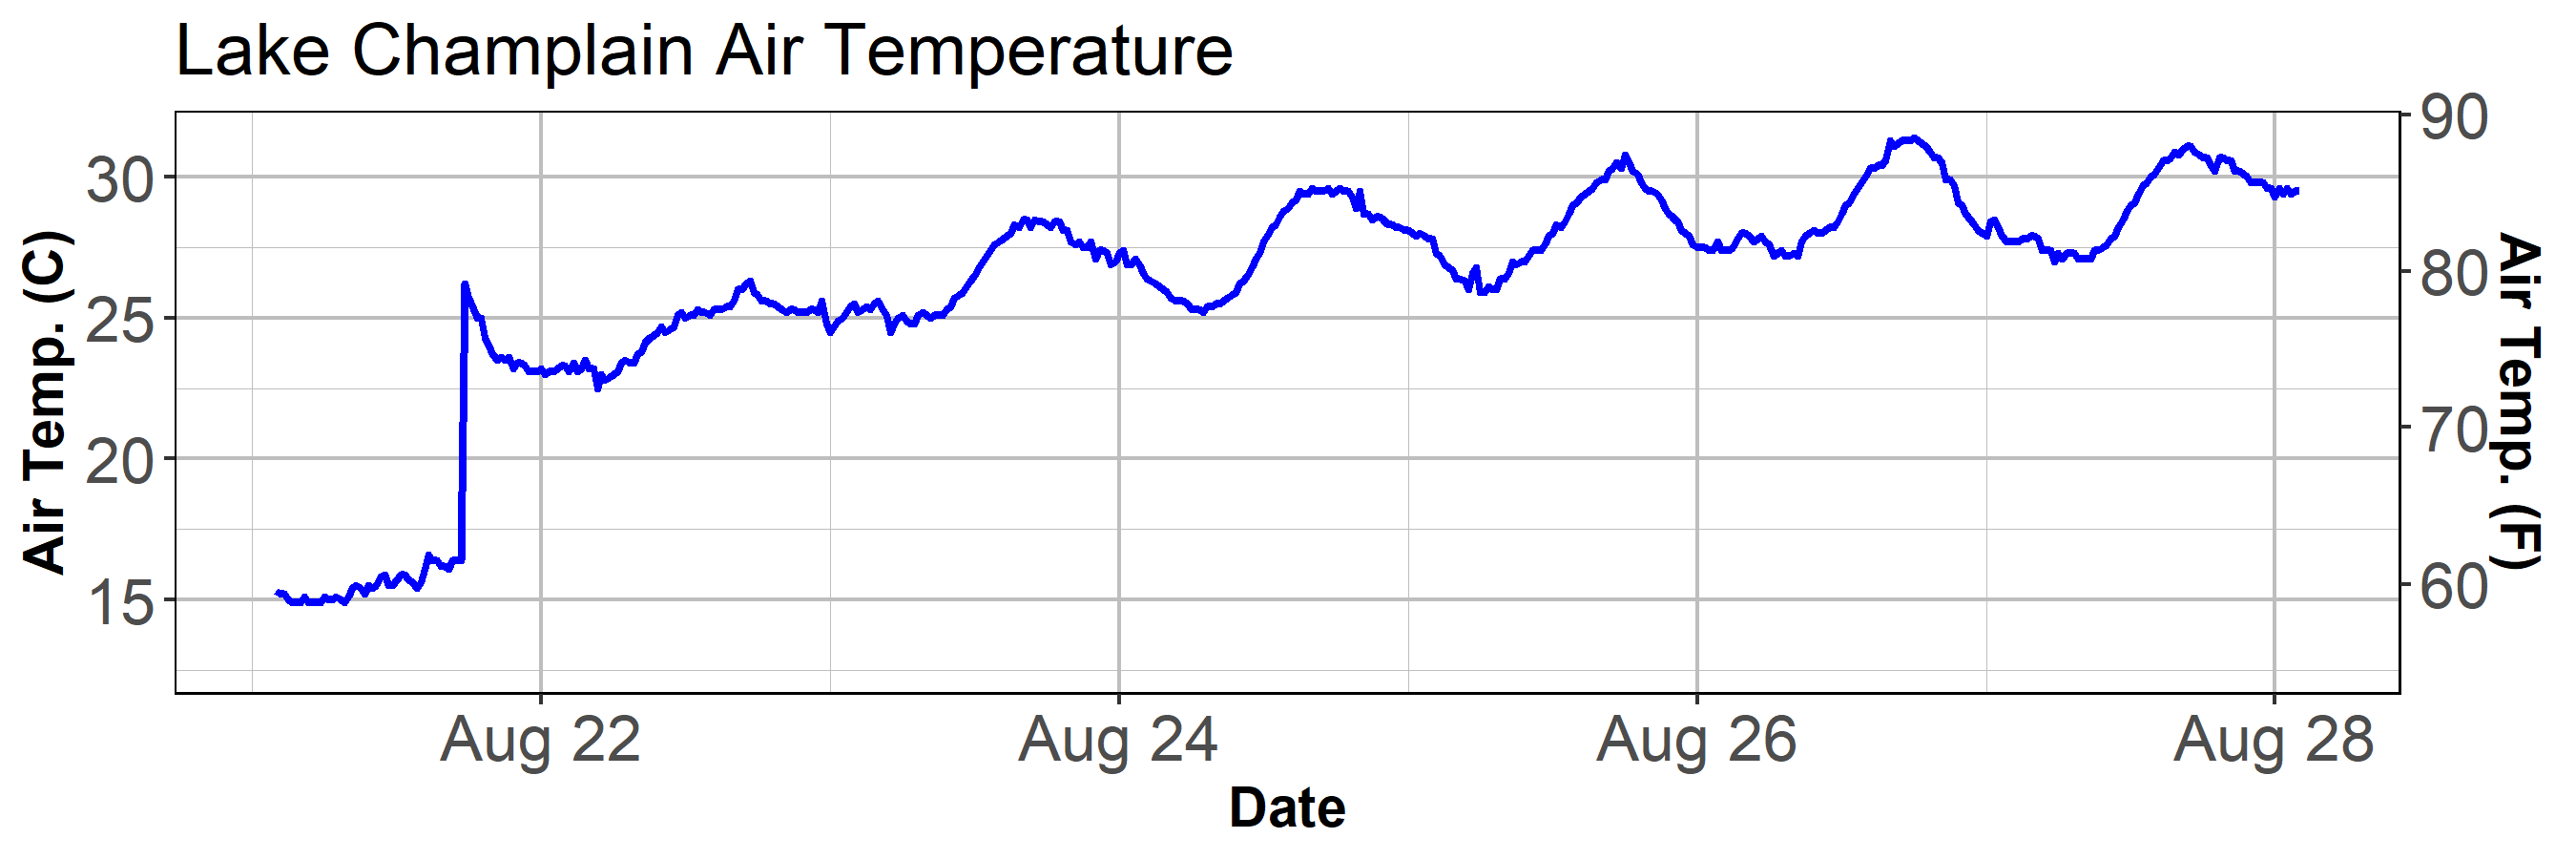 Lake Champlain Air Temperature
30
25
20
15
Air Temp. (C)
90
80
70
60
Air Temp. (F)
Aug 22
Aug 24
Aug 26
Aug 28
Date